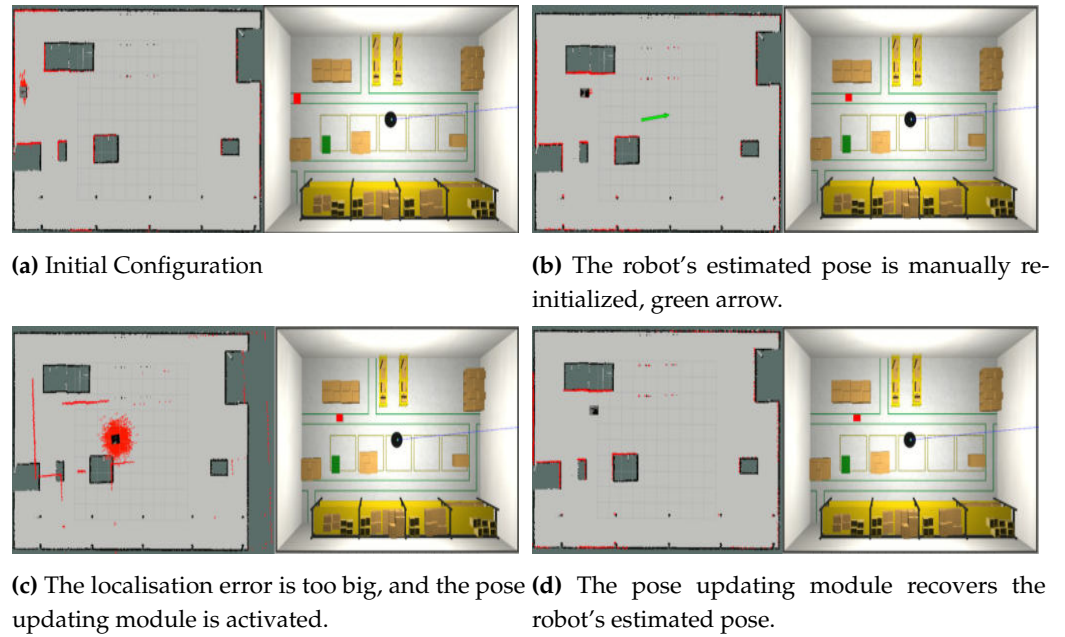 (a) Initial Configuration
(b) The robot's estimated pose is manually re-
initialized, green arrow.
(c) The localisation error is too big, and the pose
updating module is activated.
(d) The pose updating module recovers the
robot's estimated pose.